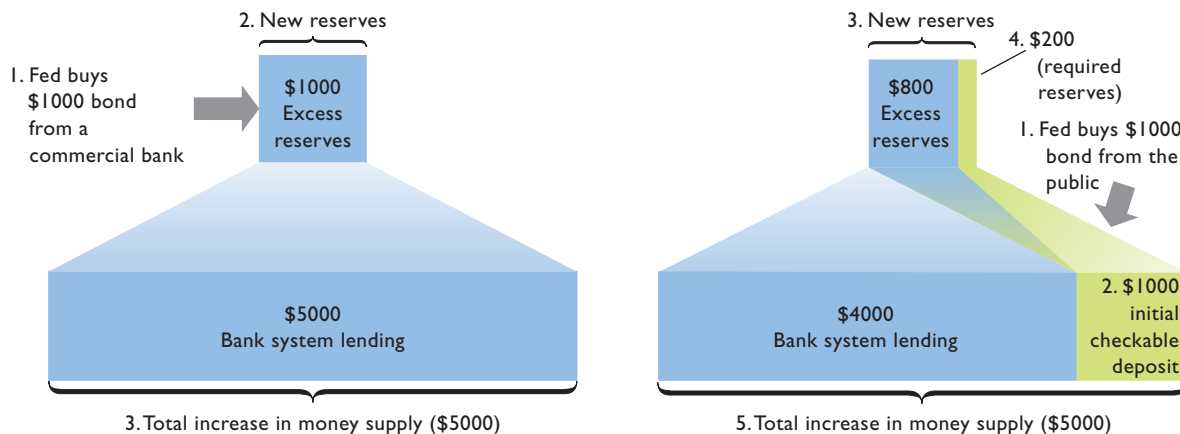 2. New reserves
1. Fed buys
$1000 bond
from a
commercial bank
$1000
Excess
reserves
$5000
Bank system lending
3. Total increase in money supply ($5000)
3. New reserves
4. $200
(required
reserves)
$800
Excess
reserves
1. Fed buys $1000
bond from the
public
$4000
Bank system lending
2. $1000
initial
checkable
deposit
5. Total increase in money supply ($5000)